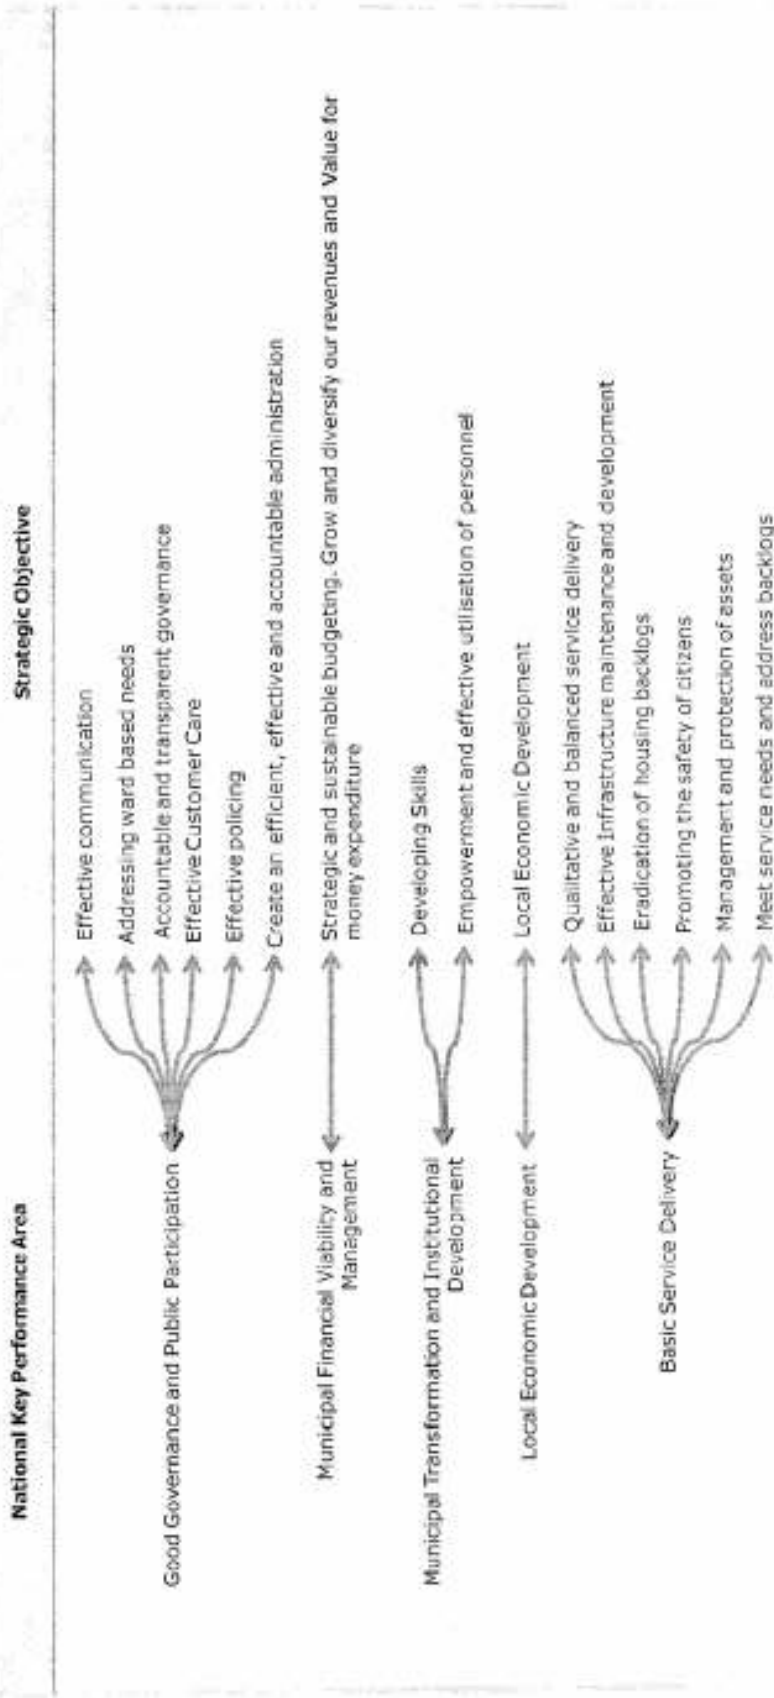 National Key Performance Area
Strategic Objective
Good Governance and Public Participation
Effective communication
Addressing ward based needs
Accountable and transparent governance
Effective Customer Care
Effective policing
Create an efficient, effective and accountable administration
Municipal Financial Viability and
Management
Strategic and sustainable budgeting. Grow and diversify our revenues and Value for
money expenditure
Municipal Transformation and Institutional
Development
Developing Skills
Empowerment and effective utilisation of personnel
Local Economic Development
Local Economic Development
Basic Service Delivery
Qualitative and balanced service delivery
Effective Infrastructure maintenance and development
Eradication of housing backlogs
Promoting the safety of citizens
Management and protection of assets
Meet service needs and address backlogs